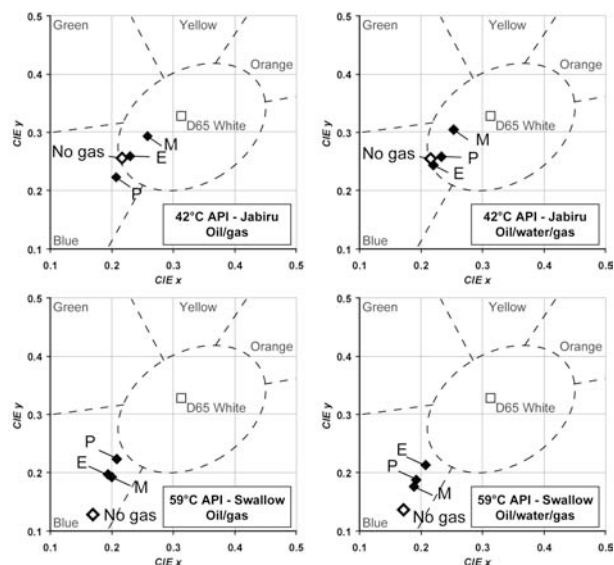 0.5
Green
Yellow
Orange
0.4
CIE y
0.3
D65 White
No gas
M
E
P
0.2
42°C API - Jabiru
Oil/gas
Blue
0.1
0.1 0.2 0.3 0.4 0.5
CIE x
0.5
Green
Yellow
Orange
0.4
CIE y
0.3
D65 White
M
No gas
P
E
0.2
42°C API - Jabiru
Oil/water/gas
Blue
0.1
0.1 0.2 0.3 0.4 0.5
CIE x
0.5
Green
Yellow
Orange
0.4
CIE y
0.3
D65 White
P
E
M
0.2
No gas
59°C API - Swallow
Oil/gas
Blue
0.1
0.1 0.2 0.3 0.4 0.5
CIE x
0.5
Green
Yellow
Orange
0.4
CIE y
0.3
D65 White
E
P
M
0.2
No gas
59°C API - Swallow
Oil/water/gas
Blue
0.1
0.1 0.2 0.3 0.4 0.5
CIE x